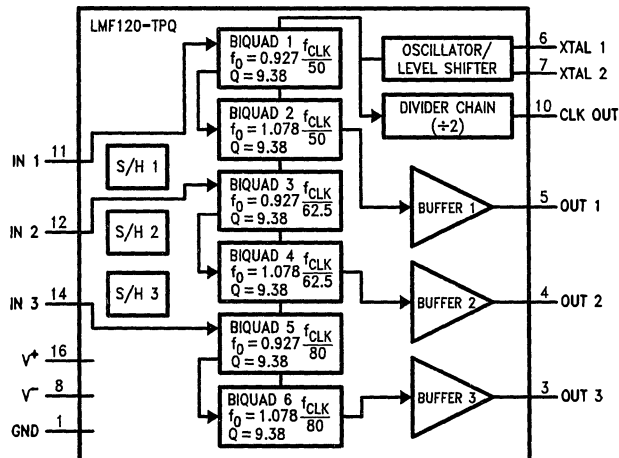 LMF120-TPQ
BIQUAD 1
f0 = 0.927 fCLK/50
Q = 9.38
BIQUAD 2
f0 = 1.078 fCLK/50
Q = 9.38
BIQUAD 3
f0 = 0.927 fCLK/62.5
Q = 9.38
BIQUAD 4
f0 = 1.078 fCLK/62.5
Q = 9.38
BIQUAD 5
f0 = 0.927 fCLK/80
Q = 9.38
BIQUAD 6
f0 = 1.078 fCLK/80
Q = 9.38
OSCILLATOR/
LEVEL SHIFTER
6 XTAL 1
7 XTAL 2
DIVIDER CHAIN
(÷2)
10 CLK OUT
IN 1 11
S/H 1
IN 2 12
S/H 2
IN 3 14
S/H 3
V+ 16
V− 8
GND 1
BUFFER 1
5 OUT 1
BUFFER 2
4 OUT 2
BUFFER 3
3 OUT 3